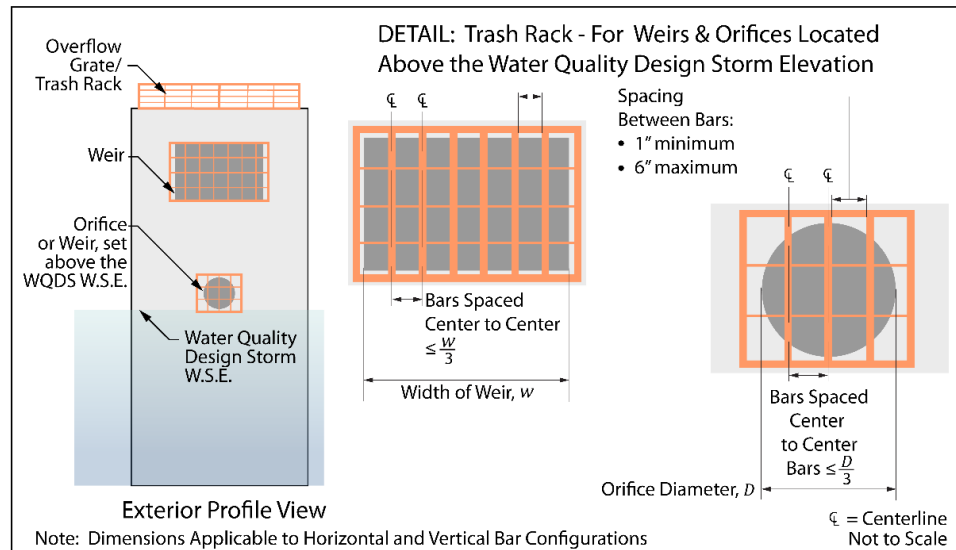 DETAIL: Trash Rack - For Weirs & Orifices Located
Above the Water Quality Design Storm Elevation
Overflow
Grate/
Trash Rack
Weir
Orifice
or Weir, set
above the
WQDS W.S.E.
Water Quality
Design Storm
W.S.E.
Exterior Profile View
℄ ℄
Bars Spaced
Center to Center
≤ W/3
Width of Weir, W
Spacing
Between Bars:
• 1" minimum
• 6" maximum
℄ ℄
Bars Spaced
Center
to Center
Bars ≤ D/3
Orifice Diameter, D
℄ = Centerline
Not to Scale
Note: Dimensions Applicable to Horizontal and Vertical Bar Configurations